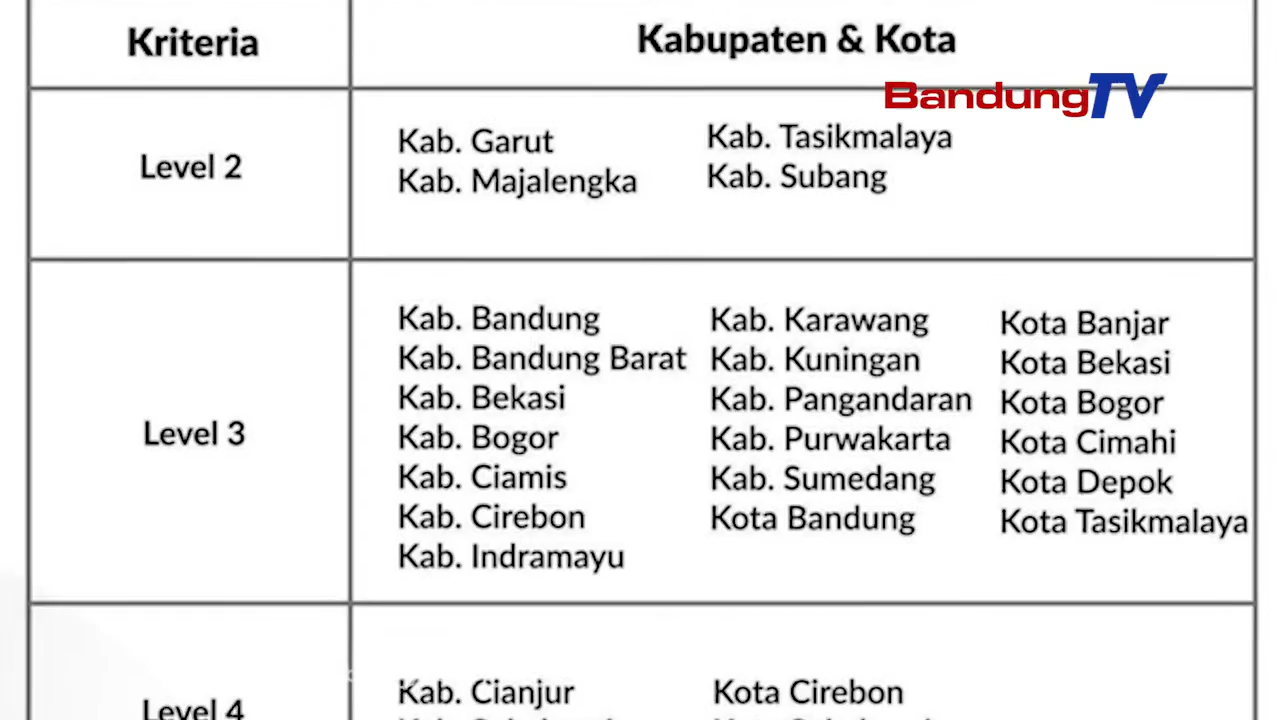 Kriteria
Kabupaten & Kota
BandungTV
Level 2
Kab. Garut
Kab. Majalengka
Kab. Tasikmalaya
Kab. Subang
Level 3
Kab. Bandung
Kab. Bandung Barat
Kab. Bekasi
Kab. Bogor
Kab. Ciamis
Kab. Cirebon
Kab. Indramayu
Kab. Karawang
Kab. Kuningan
Kab. Pangandaran
Kab. Purwakarta
Kab. Sumedang
Kota Bandung
Kota Banjar
Kota Bekasi
Kota Bogor
Kota Cimahi
Kota Depok
Kota Tasikmalaya
Level 4
Kab. Cianjur
Kota Cirebon